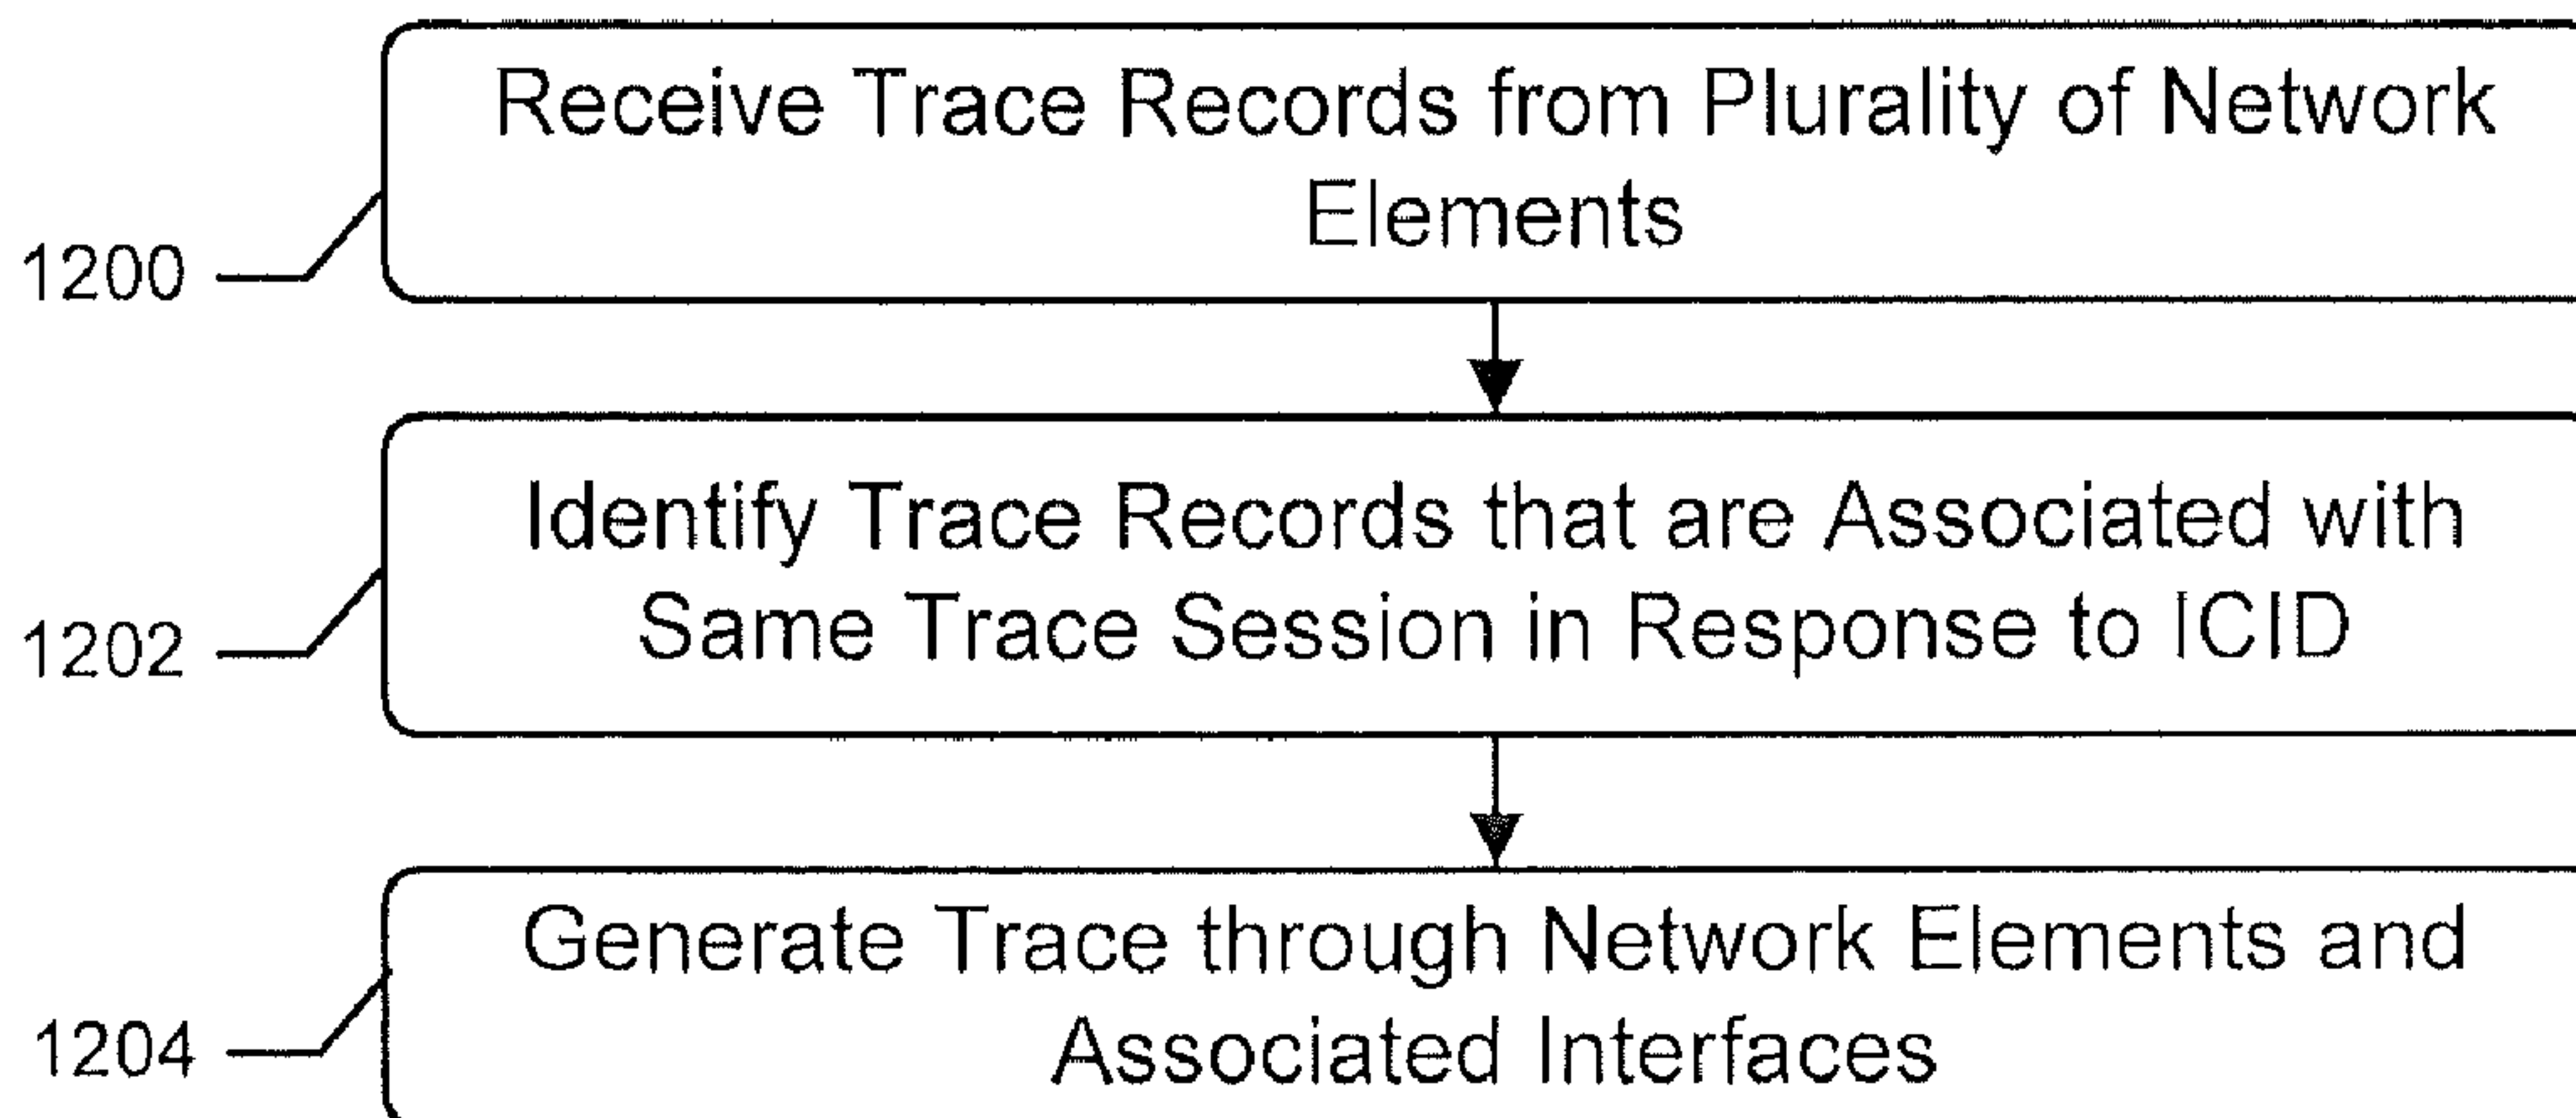 Receive Trace Records from Plurality of Network
Elements
1200
Identify Trace Records that are Associated with
Same Trace Session in Response to ICID
1202
Generate Trace through Network Elements and
Associated Interfaces
1204